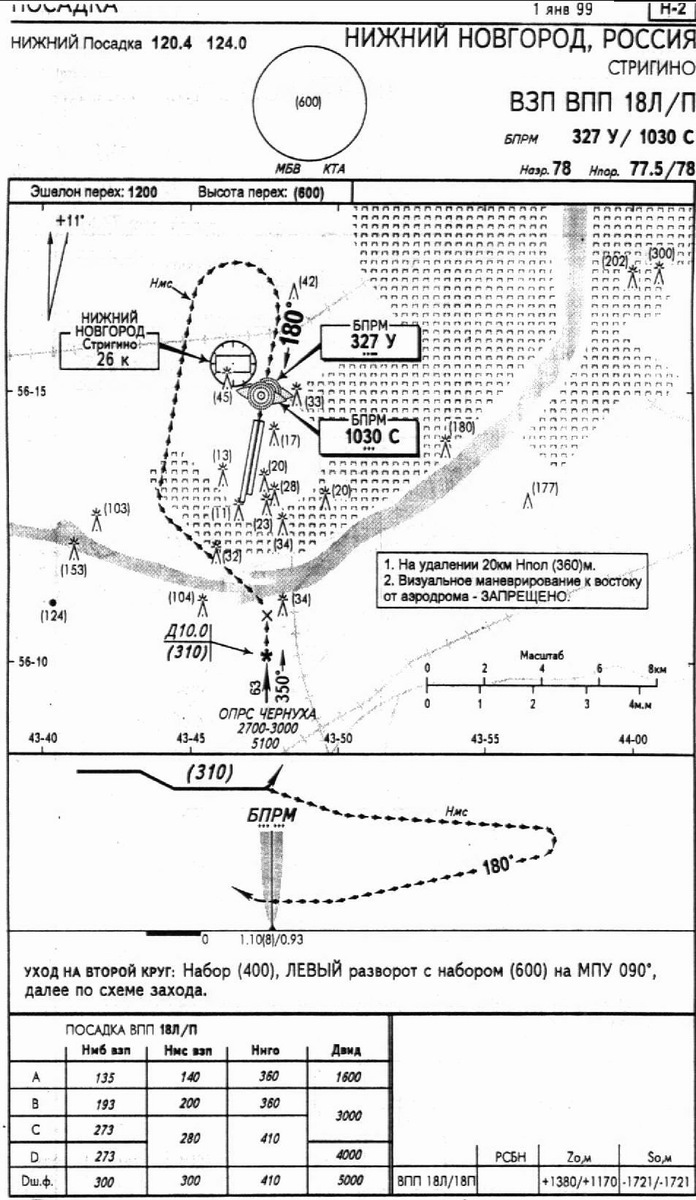 ПОСАДКА
1 янв 99
Н-2
НИЖНИЙ Посадка 120.4 124.0
НИЖНИЙ НОВГОРОД, РОССИЯ
СТРИГИНО
(600)
ВЗП ВПП 18Л/П
БПРМ 327 У/ 1030 С
МБВ КТА
Hаэр. 78 Hпор. 77.5/78
Эшелон перех: 1200
Высота перех: (600)
+11°
Нмс
(42)
(202)
(300)
180°
НИЖНИЙ
НОВГОРОД
Стригино
26 к
БПРМ
327 У
56-15
(45)
(33)
БПРМ
1030 С
(17)
(180)
(13)
(20)
(28)
(20)
(177)
(11)
(23)
(103)
(34)
(32)
(153)
1. На удалении 20км Нпол (360)м.
2. Визуальное маневрирование к востоку
от аэродрома - ЗАПРЕЩЕНО.
(104)
(34)
(124)
Д10.0
(310)
56-10
Масштаб
0 2 4 6 8км
0 1 2 3 4м.м
63
350°
ОПРС ЧЕРНУХА
2700-3000
5100
43-40 43-45 43-50 43-55 44-00
(310)
БПРМ
Нмс
180°
0
1.10(8)/0.93
УХОД НА ВТОРОЙ КРУГ: Набор (400), ЛЕВЫЙ разворот с набором (600) на МПУ 090°,
далее по схеме захода.
ПОСАДКА ВПП 18Л/П
Нмб взп Нмс взп Ннго Двид
A 135 140 360 1600
B 193 200 360 3000
C 273 280 410
D 273 4000
Dш.ф. 300 300 410 5000
РСБН Zo,м So,м
ВПП 18Л/18П +1380/+1170 -1721/-1721